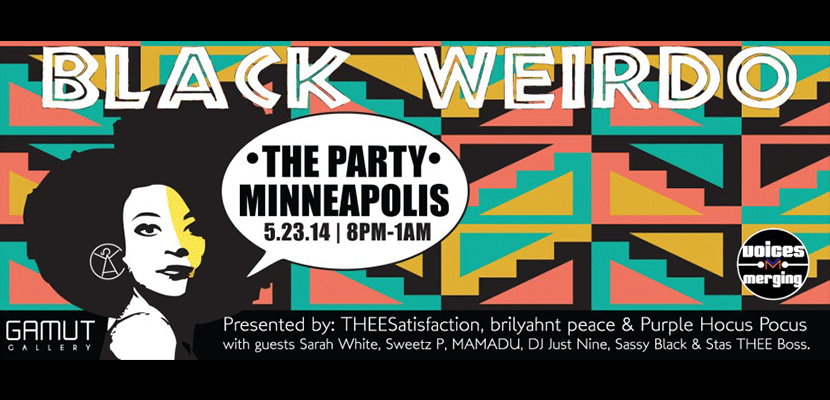 BLACK WEIRDO
•THE PARTY•
MINNEAPOLIS
5.23.14 | 8PM-1AM
voices
M
merging
GAMUT
GALLERY
Presented by: THEESatisfaction, brilyahnt peace & Purple Hocus Pocus
with guests Sarah White, Sweetz P, MAMADU, DJ Just Nine, Sassy Black & Stas THEE Boss.